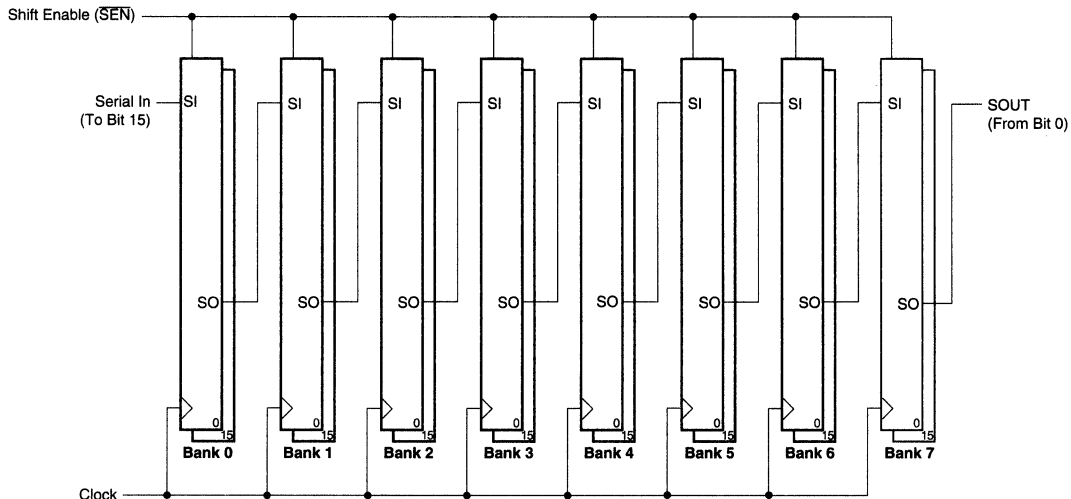 Shift Enable (SEN)
Serial In
(To Bit 15)
SI
SI
SI
SI
SI
SI
SI
SI
SOUT
(From Bit 0)
SO
SO
SO
SO
SO
SO
SO
SO
0
0
0
0
0
0
0
0
15
15
15
15
15
15
15
15
Bank 0
Bank 1
Bank 2
Bank 3
Bank 4
Bank 5
Bank 6
Bank 7
Clock